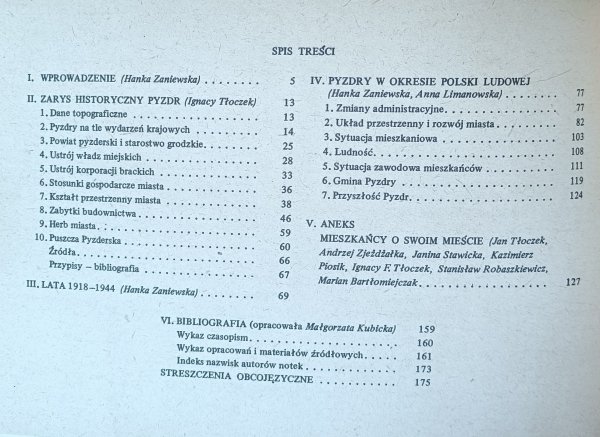 SPIS TREŚCI
I. WPROWADZENIE (Hanka Zaniewska) . . . . . . . . 5
II. ZARYS HISTORYCZNY PYZDR (Ignacy Tłoczek) 13
1. Dane topograficzne . . . . . . . . . . . . . . . . 13
2. Pyzdry na tle wydarzeń krajowych . . . . . . . . . 14
3. Powiat pyzderski i starostwo grodzkie. . . . . . . . 25
4. Ustrój władz miejskich . . . . . . . . . . . . . . . 28
5. Ustrój korporacji brackich . . . . . . . . . . . . . 33
6. Stosunki gospodarcze miasta . . . . . . . . . . . . 36
7. Kształt przestrzenny miasta . . . . . . . . . . . . 38
8. Zabytki budownictwa . . . . . . . . . . . . . . . . 46
9. Herb miasta . . . . . . . . . . . . . . . . . . . . 59
10. Puszcza Pyzderska . . . . . . . . . . . . . . . . . 60
Źródła . . . . . . . . . . . . . . . . . . . . . . 66
Przypisy – bibliografia . . . . . . . . . . . . . . . 67
III. LATA 1918-1944 (Hanka Zaniewska) . . . . . . . . 69
IV. PYZDRY W OKRESIE POLSKI LUDOWEJ
(Hanka Zaniewska, Anna Limanowska) . . . . . . . . 77
1. Zmiany administracyjne . . . . . . . . . . . . . . 77
2. Układ przestrzenny i rozwój miasta . . . . . . . . . 82
3. Sytuacja mieszkaniowa . . . . . . . . . . . . . . 103
4. Ludność . . . . . . . . . . . . . . . . . . . . . 108
5. Sytuacja zawodowa mieszkańców . . . . . . . . . . 111
6. Gmina Pyzdry . . . . . . . . . . . . . . . . . . . 119
7. Przyszłość Pyzdr. . . . . . . . . . . . . . . . . . 124
V. ANEKS
MIESZKAŃCY O SWOIM MIEŚCIE (Jan Tłoczek,
Andrzej Zjeżdżałka, Janina Stawicka, Kazimierz
Piosik, Ignacy F. Tłoczek, Stanisław Robaszkiewicz,
Marian Bartłomiejczak . . . . . . . . . . . . . . . 127
VI. BIBLIOGRAFIA (opracowała Małgorzata Kubicka) 159
Wykaz czasopism . . . . . . . . . . . . . . . . . . 160
Wykaz opracowań i materiałów źródłowych . . . . . 161
Indeks nazwisk autorów notek . . . . . . . . . . . . 173
STRESZCZENIA OBCOJĘZYCZNE . . . . . . . . . . . . 175